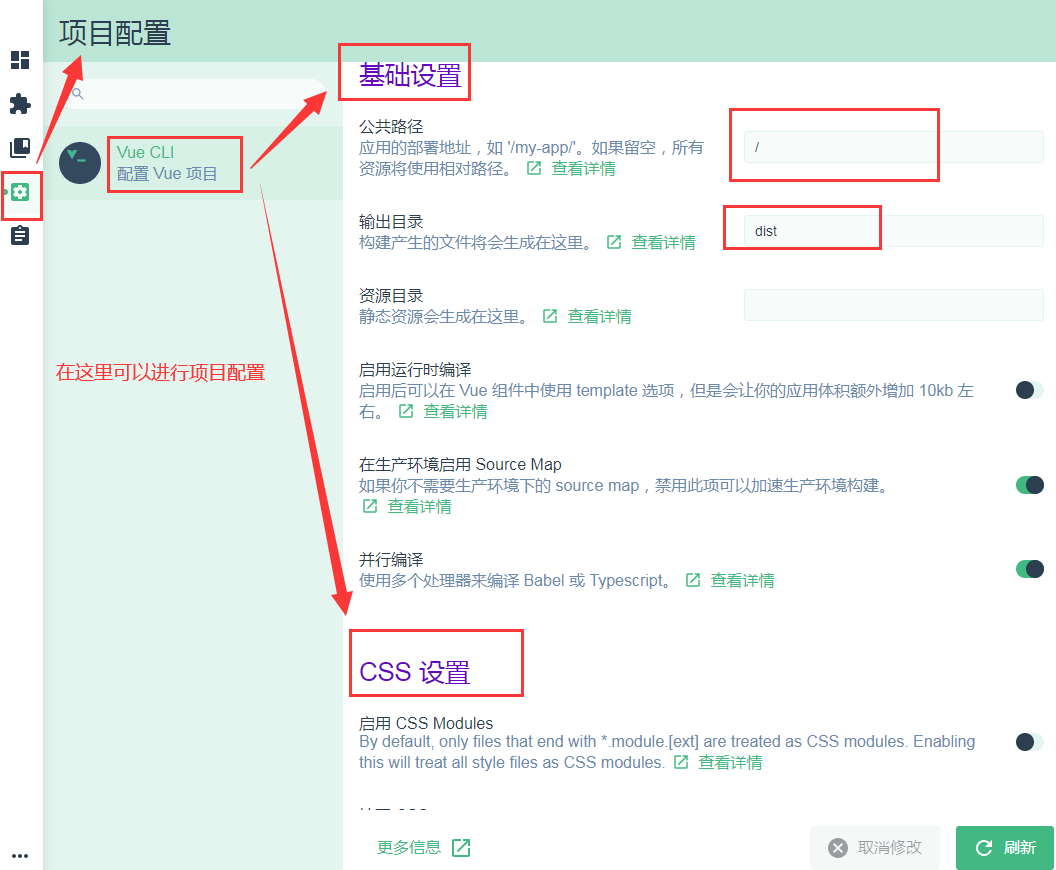 项目配置
Vue CLI
配置 Vue 项目
在这里可以进行项目配置
基础设置
公共路径
应用的部署地址，如 '/my-app/'。如果留空，所有
资源将使用相对路径。 查看详情
/
输出目录
构建产生的文件将会生成在这里。 查看详情
dist
资源目录
静态资源会生成在这里。 查看详情
启用运行时编译
启用后可以在 Vue 组件中使用 template 选项，但是会让你的应用体积额外增加 10kb 左
右。 查看详情
在生产环境启用 Source Map
如果你不需要生产环境下的 source map，禁用此项可以加速生产环境构建。
查看详情
并行编译
使用多个处理器来编译 Babel 或 Typescript。 查看详情
CSS 设置
启用 CSS Modules
By default, only files that end with *.module.[ext] are treated as CSS modules. Enabling
this will treat all style files as CSS modules. 查看详情
更多信息
取消修改
刷新